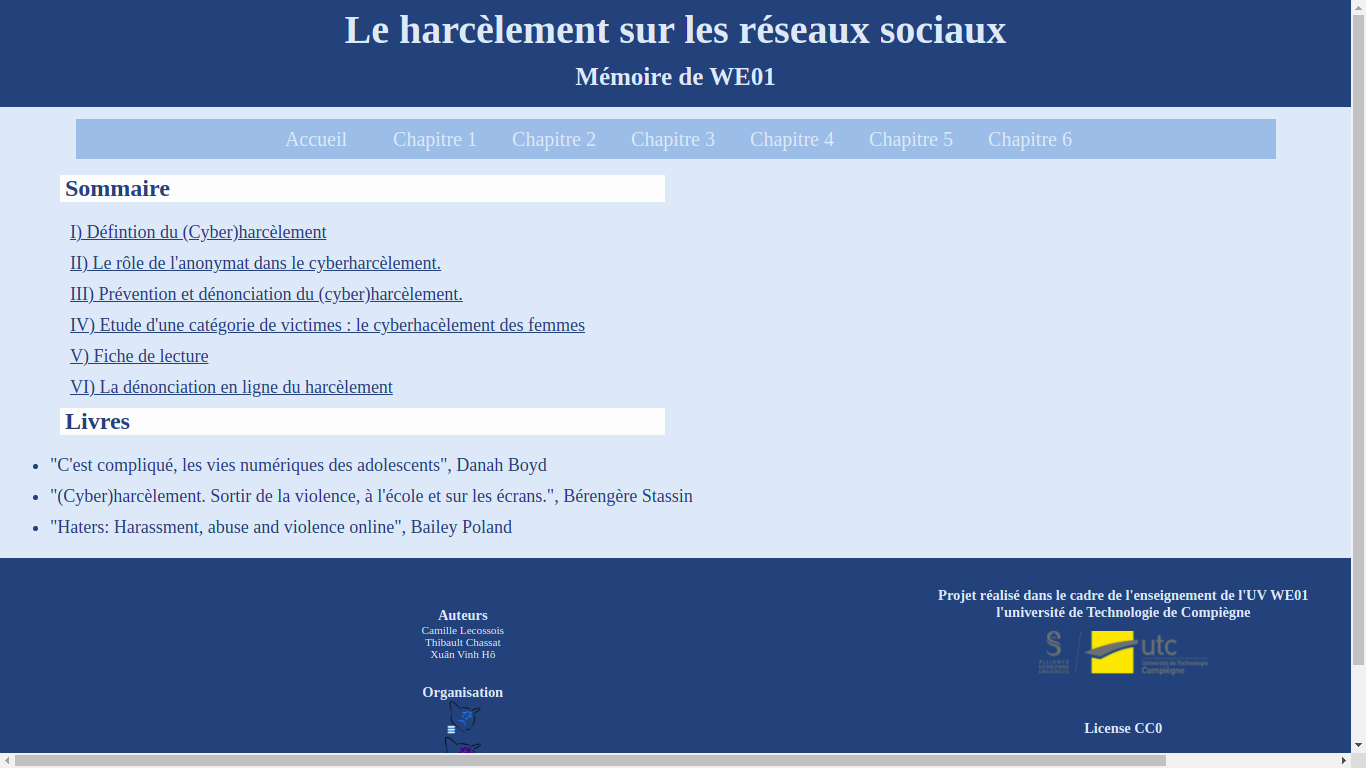 Le harcèlement sur les réseaux sociaux
Mémoire de WE01
Accueil Chapitre 1 Chapitre 2 Chapitre 3 Chapitre 4 Chapitre 5 Chapitre 6
Sommaire
I) Défintion du (Cyber)harcèlement
II) Le rôle de l'anonymat dans le cyberharcèlement.
III) Prévention et dénonciation du (cyber)harcèlement.
IV) Etude d'une catégorie de victimes : le cyberhacèlement des femmes
V) Fiche de lecture
VI) La dénonciation en ligne du harcèlement
Livres
"C'est compliqué, les vies numériques des adolescents", Danah Boyd
"(Cyber)harcèlement. Sortir de la violence, à l'école et sur les écrans.", Bérengère Stassin
"Haters: Harassment, abuse and violence online", Bailey Poland
Auteurs
Camille Lecossois
Thibault Chassat
Xuân Vinh Hô
Organisation
Projet réalisé dans le cadre de l'enseignement de l'UV WE01
l'université de Technologie de Compiègne
ALLIANCE
SORBONNE
UNIVERSITÉ
utc
Université de Technologie
Compiègne
License CC0